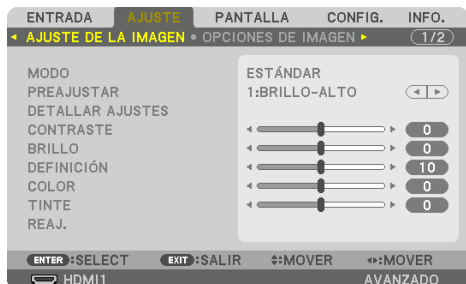 ENTRADA AJUSTE PANTALLA CONFIG. INFO.
AJUSTE DE LA IMAGEN • OPCIONES DE IMAGEN 1/2
MODO ESTÁNDAR
PREAJUSTAR 1:BRILLO-ALTO
DETALLAR AJUSTES
CONTRASTE 0
BRILLO 0
DEFINICIÓN 10
COLOR 0
TINTE 0
REAJ.
ENTER :SELECT EXIT :SALIR :MOVER :MOVER
HDMI1 AVANZADO